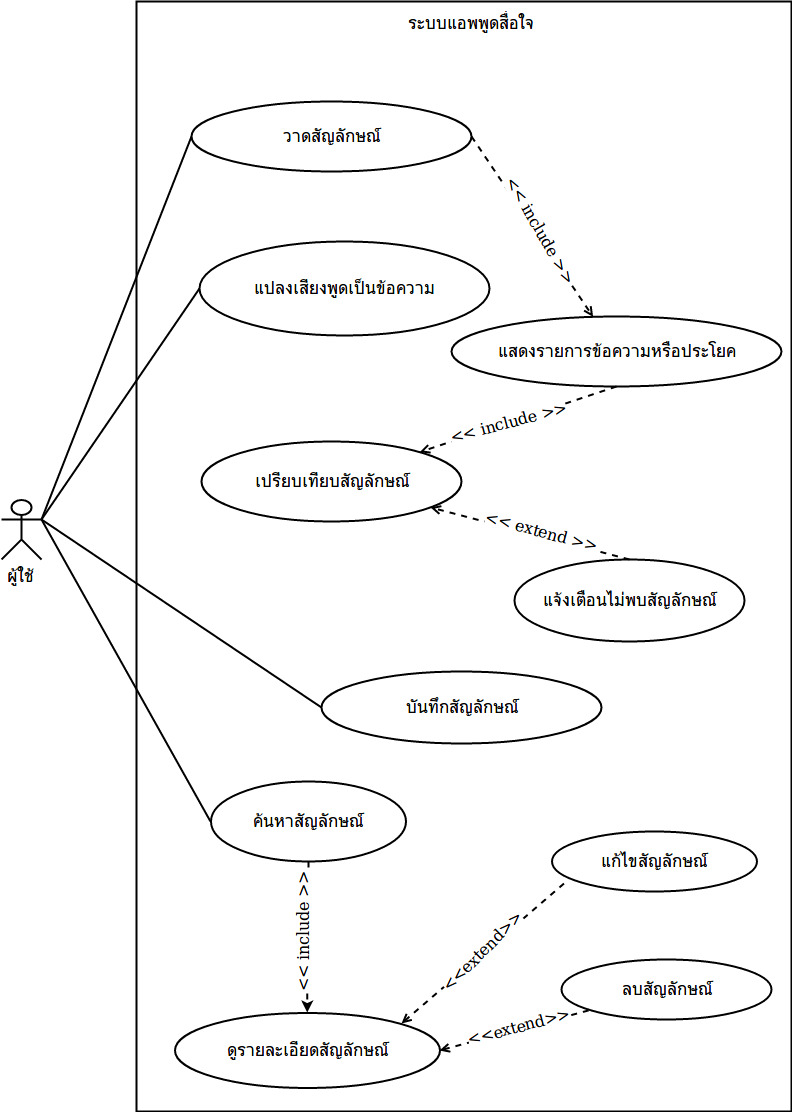 ระบบแอพพูดสื่อใจ
วาดสัญลักษณ์
<< include >>
แปลงเสียงพูดเป็นข้อความ
แสดงรายการข้อความหรือประโยค
<< include >>
เปรียบเทียบสัญลักษณ์
<< extend >>
ผู้ใช้
แจ้งเตือนไม่พบสัญลักษณ์
บันทึกสัญลักษณ์
ค้นหาสัญลักษณ์
แก้ไขสัญลักษณ์
<< include >>
<<extend>>
ลบสัญลักษณ์
<<extend>>
ดูรายละเอียดสัญลักษณ์